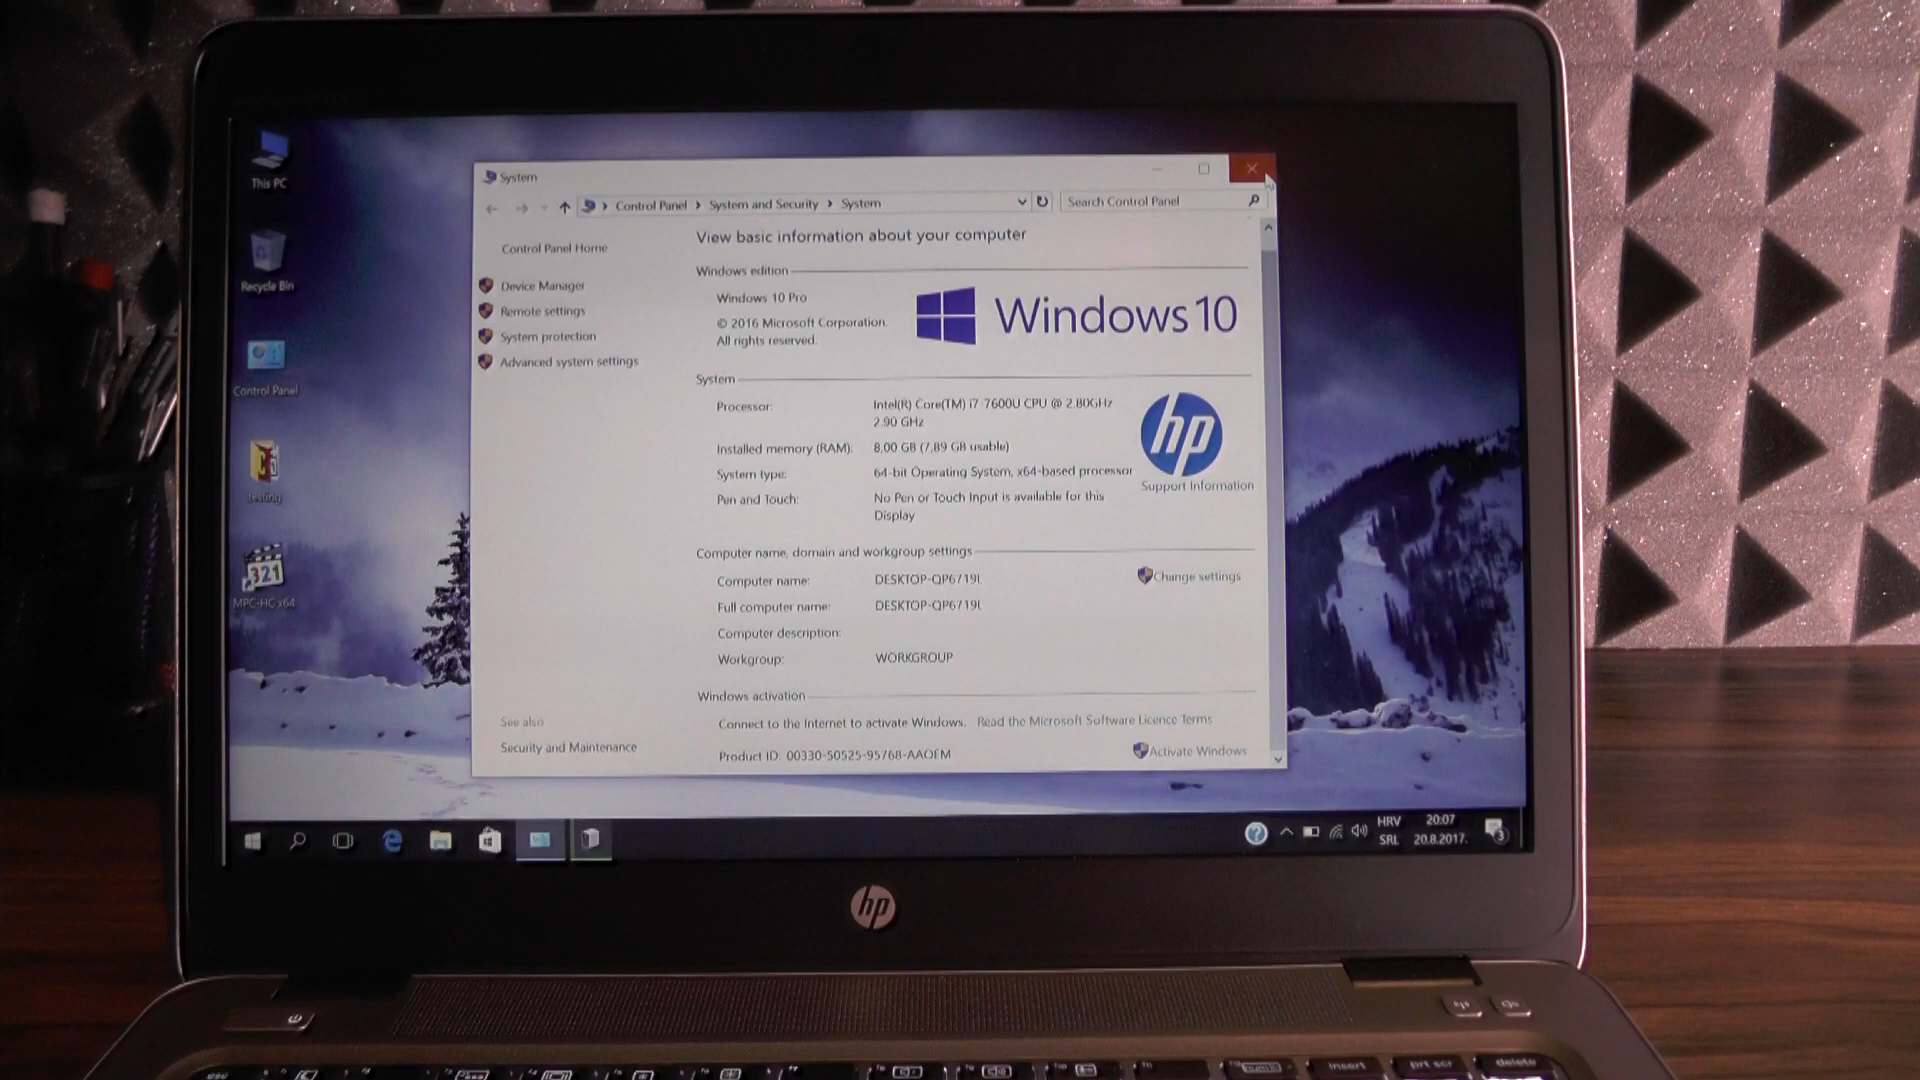 This PC
Recycle Bin
Control Panel
testing
321
MPC-HC x64
System
Control Panel > System and Security > System
Search Control Panel
Control Panel Home
Device Manager
Remote settings
System protection
Advanced system settings
See also
Security and Maintenance
View basic information about your computer
Windows edition
Windows 10 Pro
© 2016 Microsoft Corporation.
All rights reserved.
Windows 10
System
Processor: Intel(R) Core(TM) i7-7600U CPU @ 2.80GHz
2.90 GHz
Installed memory (RAM): 8,00 GB (7,89 GB usable)
System type: 64-bit Operating System, x64-based processor
Pen and Touch: No Pen or Touch Input is available for this
Display
hp
Support Information
Computer name, domain and workgroup settings
Computer name: DESKTOP-QP6719L
Change settings
Full computer name: DESKTOP-QP6719L
Computer description:
Workgroup: WORKGROUP
Windows activation
Connect to the Internet to activate Windows. Read the Microsoft Software Licence Terms
Product ID: 00330-50525-95768-AAOEM
Activate Windows
HRV
SRL
20:07
20.8.2017.
3
hp
esc
insert
prt scr
delete